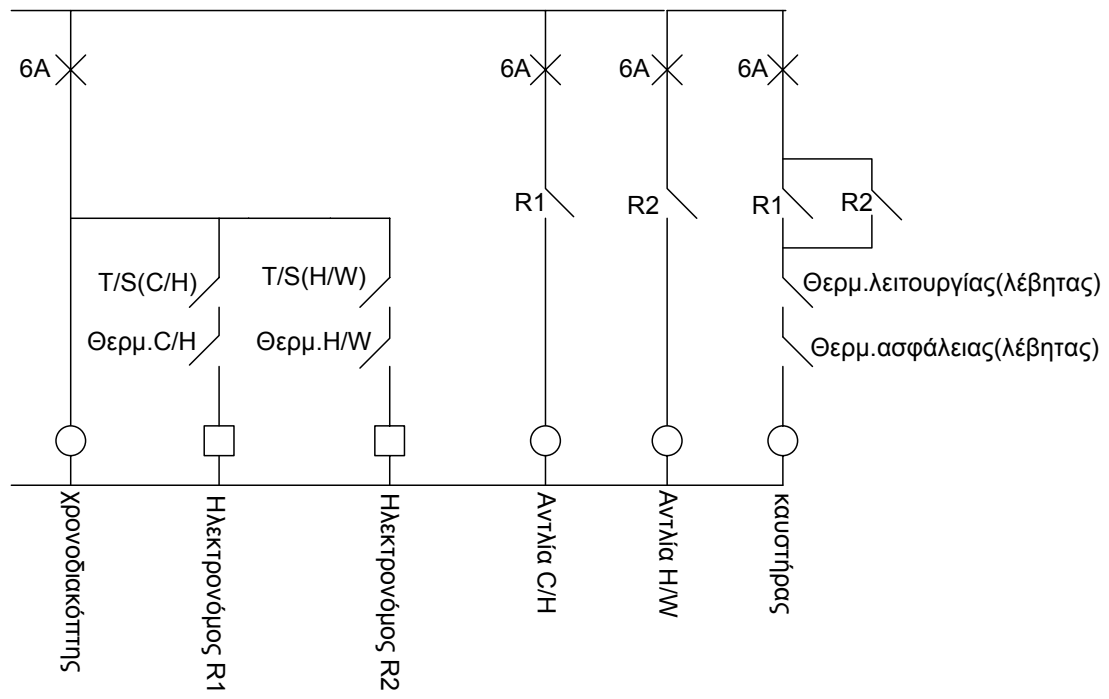 6A
6A
6A
6A
R1
R2
R1
R2
T/S(C/H)
T/S(H/W)
Θερμ.λειτουργίας(λέβητας)
Θερμ.C/H
Θερμ.H/W
Θερμ.ασφάλειας(λέβητας)
Χρονοδιακόπτης
Ηλεκτρονόμος R1
Ηλεκτρονόμος R2
Αντλία C/H
Αντλία H/W
καυστήρας